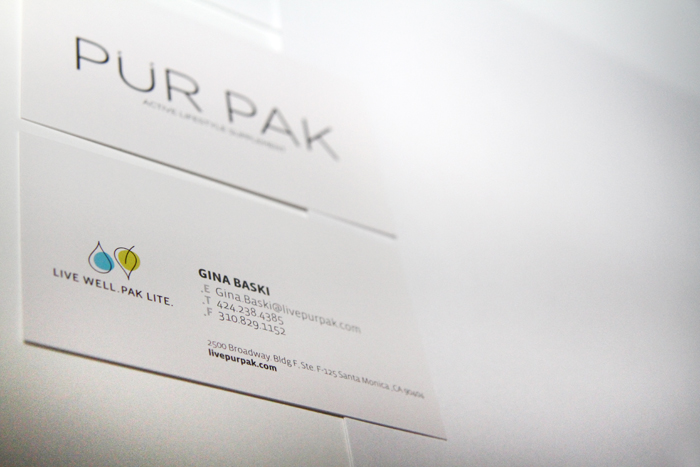 PÜR PAK
ACTIVE LIFESTYLE SUPPLEMENT
LIVE WELL.PAK LITE.
GINA BASKI
.E Gina.Baski@livepurpak.com
.T 424.238.4385
.F 310.829.1152
2500 Broadway. Bldg F, Ste. F-125 Santa Monica, CA 90404
livepurpak.com